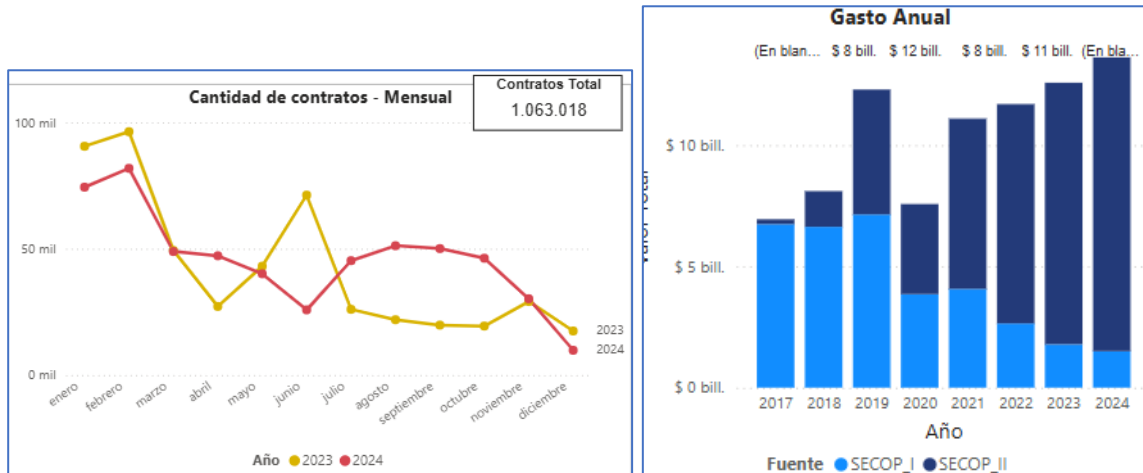 Cantidad de contratos - Mensual
Contratos Total
1.063.018
100 mil
50 mil
0 mil
2023
2024
enero
febrero
marzo
abril
mayo
junio
julio
agosto
septiembre
octubre
noviembre
diciembre
Año 2023 2024
Gasto Anual
(En blan... $ 8 bill. $ 12 bill. $ 8 bill. $ 11 bill. (En bla...
$ 10 bill.
$ 5 bill.
$ 0 bill.
Valor Total
2017 2018 2019 2020 2021 2022 2023 2024
Año
Fuente SECOP_I SECOP_II